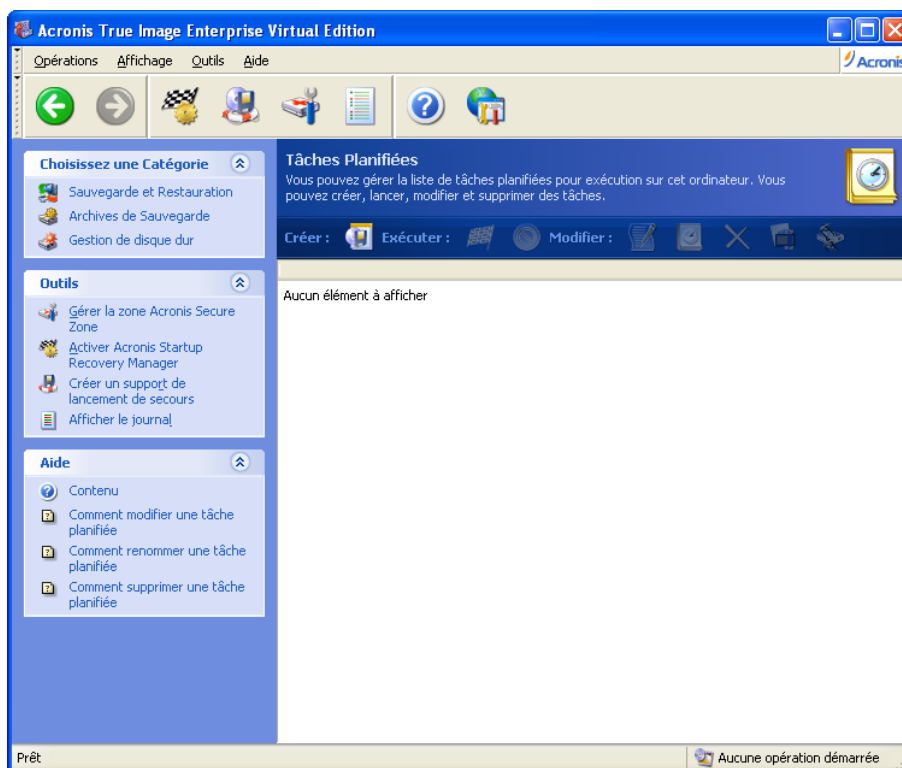 Acronis True Image Enterprise Virtual Edition
Opérations Affichage Outils Aide
Acronis
Choisissez une Catégorie
Sauvegarde et Restauration
Archives de Sauvegarde
Gestion de disque dur
Outils
Gérer la zone Acronis Secure
Zone
Activer Acronis Startup
Recovery Manager
Créer un support de
lancement de secours
Afficher le journal
Aide
Contenu
Comment modifier une tâche
planifiée
Comment renommer une tâche
planifiée
Comment supprimer une tâche
planifiée
Tâches Planifiées
Vous pouvez gérer la liste de tâches planifiées pour exécution sur cet ordinateur. Vous
pouvez créer, lancer, modifier et supprimer des tâches.
Créer : Exécuter : Modifier :
Aucun élément à afficher
Prêt
Aucune opération démarrée